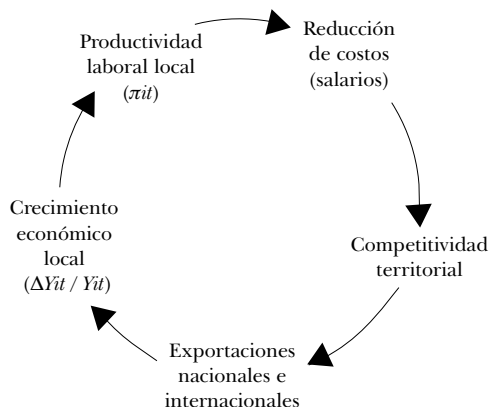 Productividad
laboral local
(πit)
Reducción
de costos
(salarios)
Competitividad
territorial
Exportaciones
nacionales e
internacionales
Crecimiento
económico
local
(ΔYit / Yit)